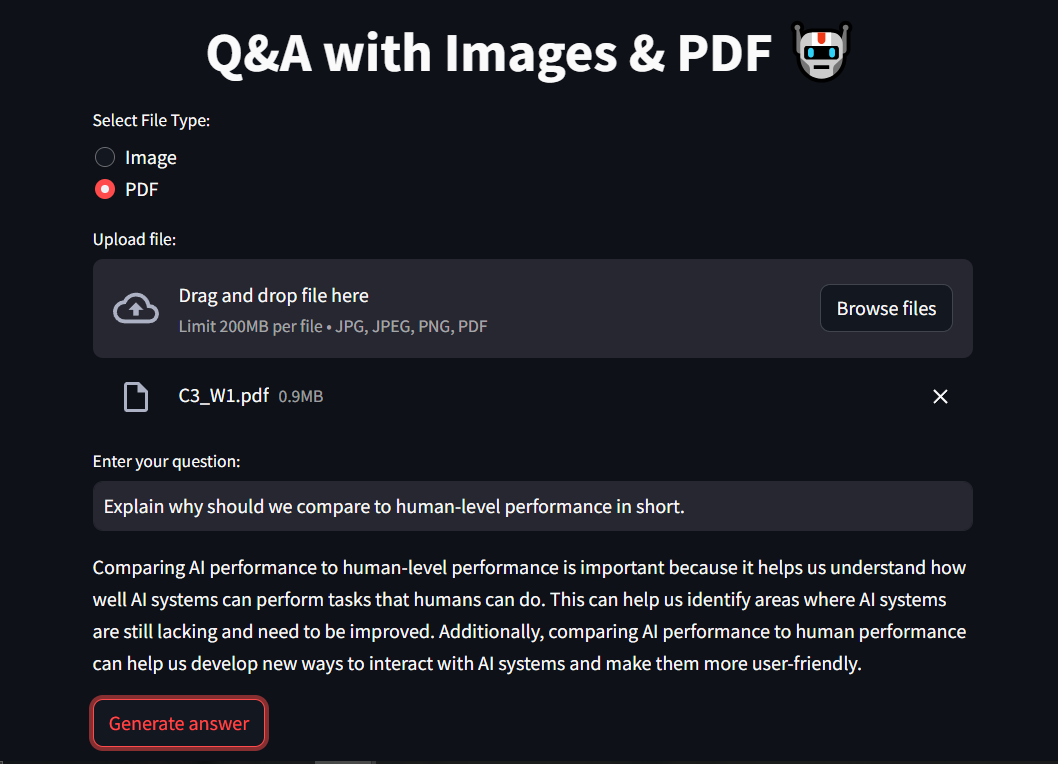 Q&A with Images & PDF
Select File Type:
Image
PDF
Upload file:
Drag and drop file here
Limit 200MB per file • JPG, JPEG, PNG, PDF
Browse files
C3_W1.pdf 0.9MB
Enter your question:
Explain why should we compare to human-level performance in short.
Comparing AI performance to human-level performance is important because it helps us understand how
well AI systems can perform tasks that humans can do. This can help us identify areas where AI systems
are still lacking and need to be improved. Additionally, comparing AI performance to human performance
can help us develop new ways to interact with AI systems and make them more user-friendly.
Generate answer